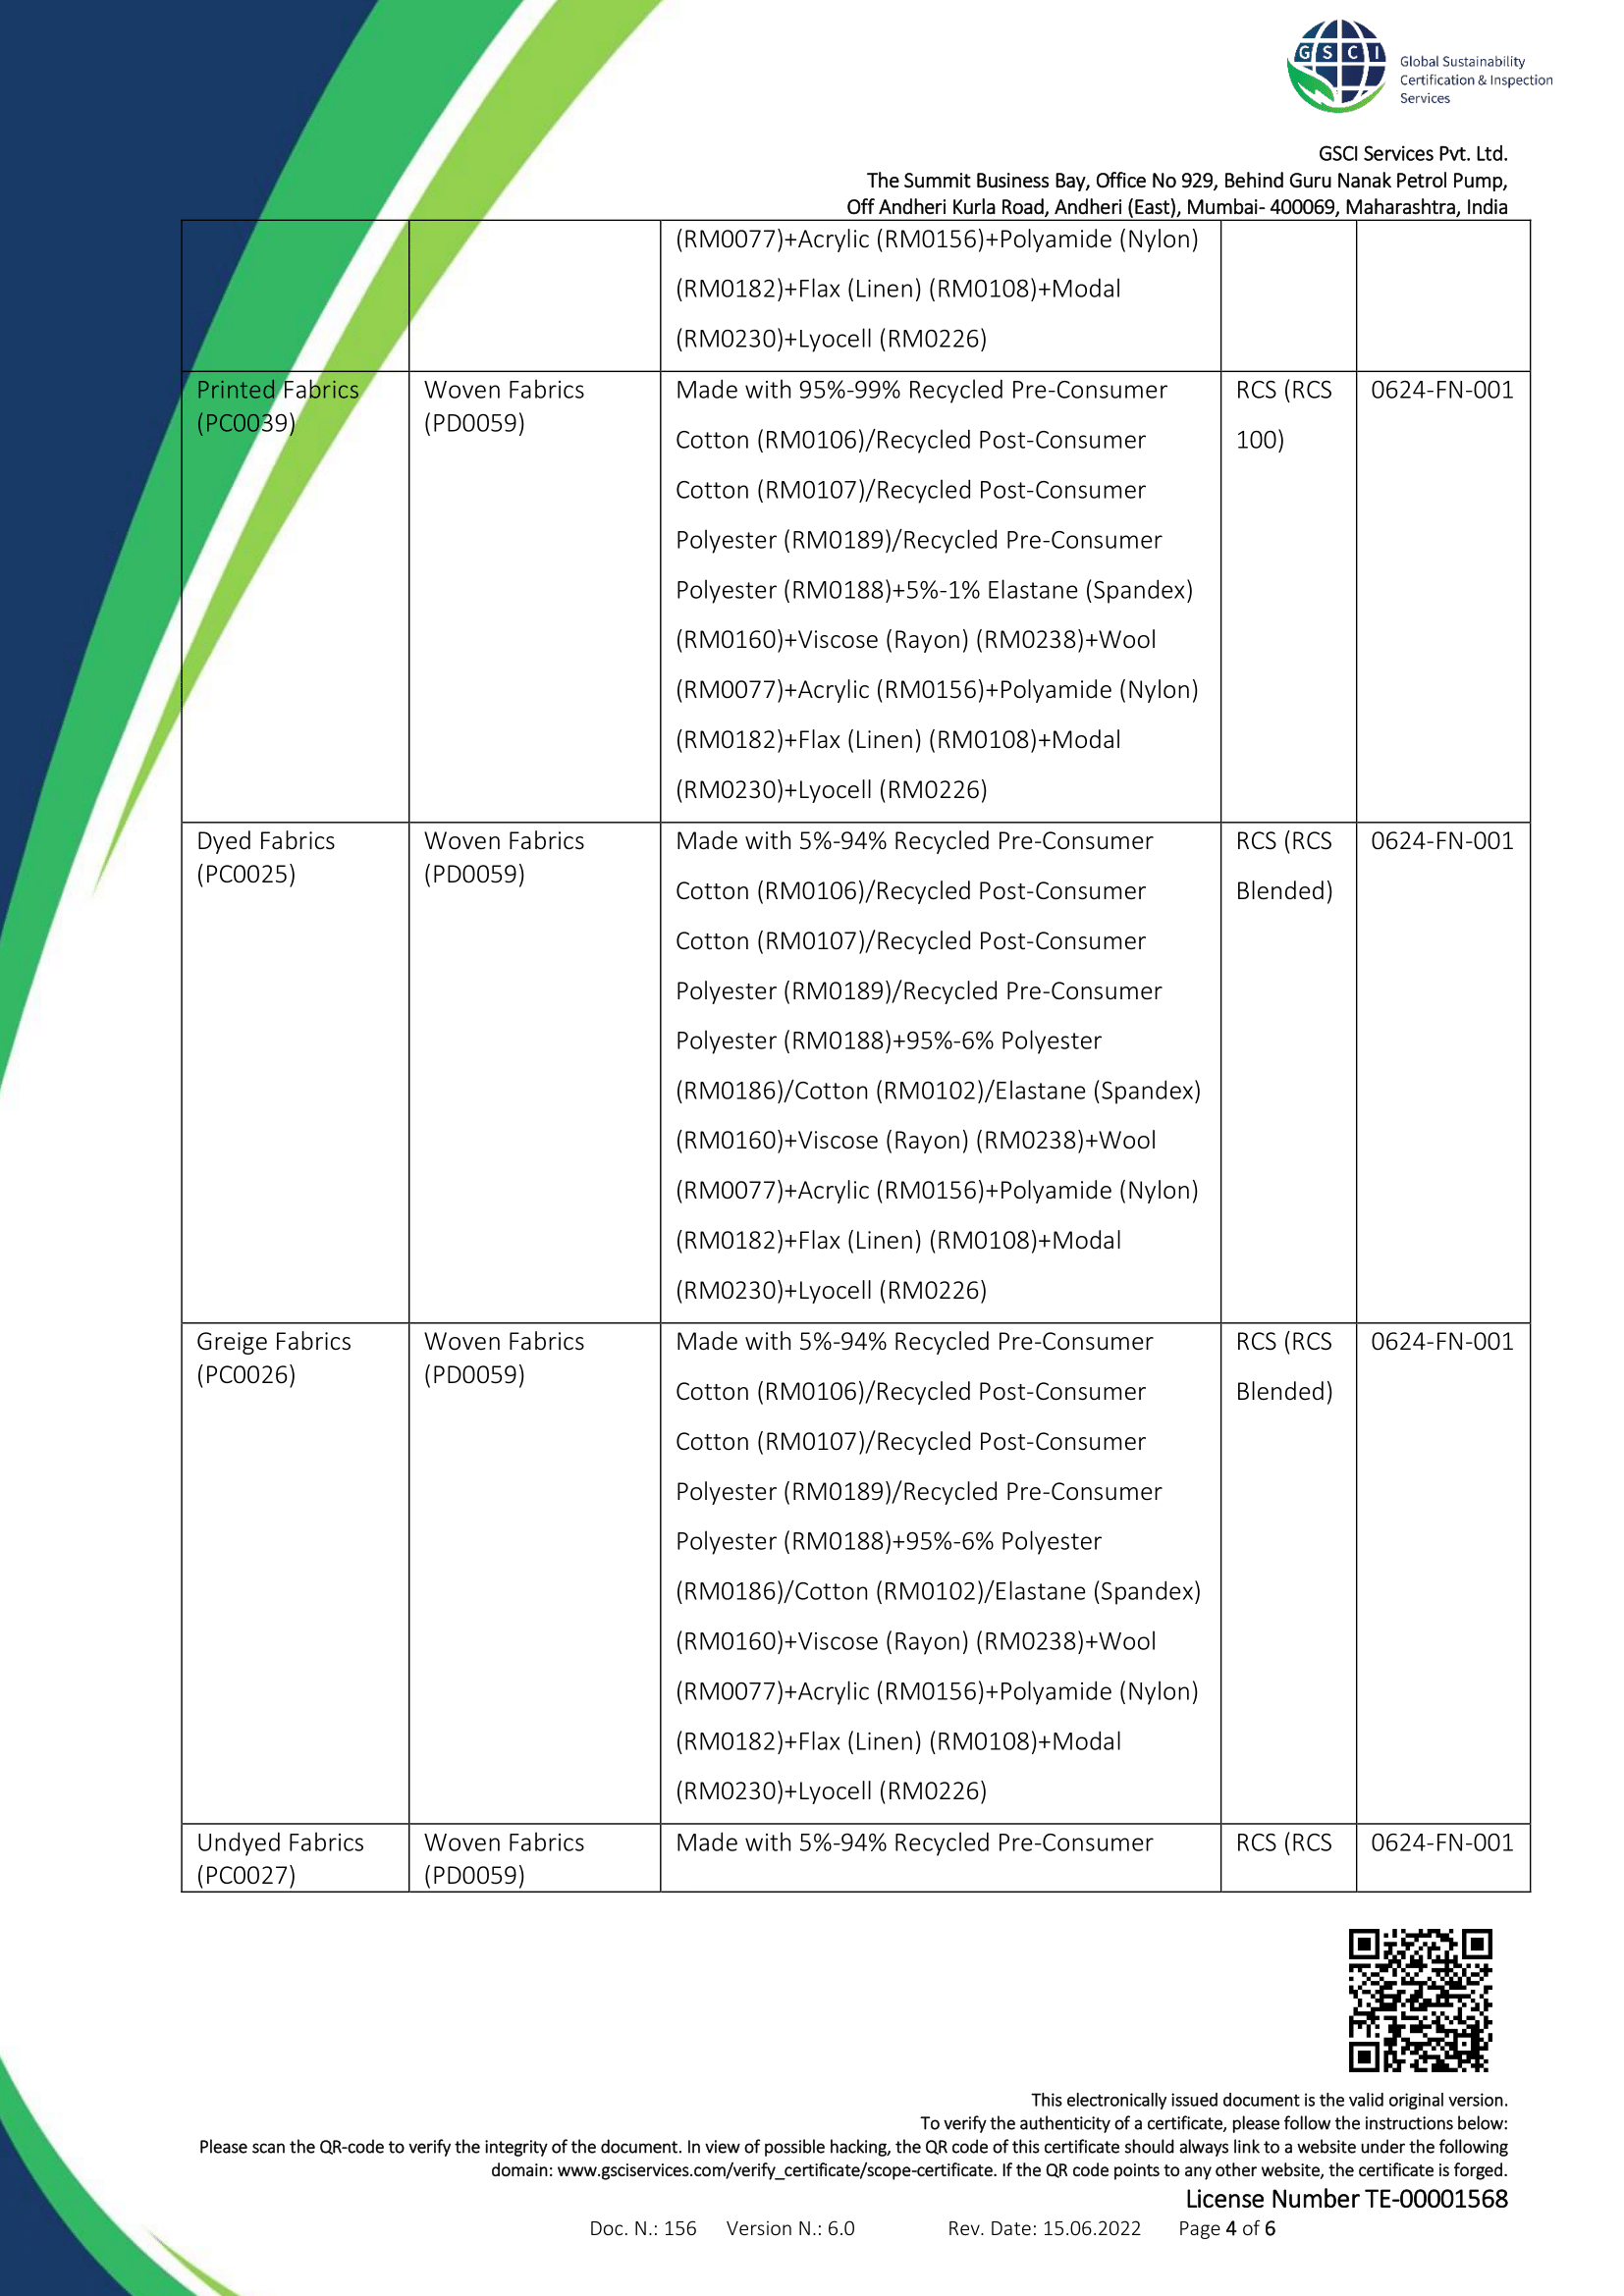 G S C I
Global Sustainability
Certification & Inspection
Services
GSCI Services Pvt. Ltd.
The Summit Business Bay, Office No 929, Behind Guru Nanak Petrol Pump,
Off Andheri Kurla Road, Andheri (East), Mumbai- 400069, Maharashtra, India
(RM0077)+Acrylic (RM0156)+Polyamide (Nylon)
(RM0182)+Flax (Linen) (RM0108)+Modal
(RM0230)+Lyocell (RM0226)
Printed Fabrics
(PC0039)
Woven Fabrics
(PD0059)
Made with 95%-99% Recycled Pre-Consumer
Cotton (RM0106)/Recycled Post-Consumer
Cotton (RM0107)/Recycled Post-Consumer
Polyester (RM0189)/Recycled Pre-Consumer
Polyester (RM0188)+5%-1% Elastane (Spandex)
(RM0160)+Viscose (Rayon) (RM0238)+Wool
(RM0077)+Acrylic (RM0156)+Polyamide (Nylon)
(RM0182)+Flax (Linen) (RM0108)+Modal
(RM0230)+Lyocell (RM0226)
RCS (RCS
100)
0624-FN-001
Dyed Fabrics
(PC0025)
Woven Fabrics
(PD0059)
Made with 5%-94% Recycled Pre-Consumer
Cotton (RM0106)/Recycled Post-Consumer
Cotton (RM0107)/Recycled Post-Consumer
Polyester (RM0189)/Recycled Pre-Consumer
Polyester (RM0188)+95%-6% Polyester
(RM0186)/Cotton (RM0102)/Elastane (Spandex)
(RM0160)+Viscose (Rayon) (RM0238)+Wool
(RM0077)+Acrylic (RM0156)+Polyamide (Nylon)
(RM0182)+Flax (Linen) (RM0108)+Modal
(RM0230)+Lyocell (RM0226)
RCS (RCS
Blended)
0624-FN-001
Greige Fabrics
(PC0026)
Woven Fabrics
(PD0059)
Made with 5%-94% Recycled Pre-Consumer
Cotton (RM0106)/Recycled Post-Consumer
Cotton (RM0107)/Recycled Post-Consumer
Polyester (RM0189)/Recycled Pre-Consumer
Polyester (RM0188)+95%-6% Polyester
(RM0186)/Cotton (RM0102)/Elastane (Spandex)
(RM0160)+Viscose (Rayon) (RM0238)+Wool
(RM0077)+Acrylic (RM0156)+Polyamide (Nylon)
(RM0182)+Flax (Linen) (RM0108)+Modal
(RM0230)+Lyocell (RM0226)
RCS (RCS
Blended)
0624-FN-001
Undyed Fabrics
(PC0027)
Woven Fabrics
(PD0059)
Made with 5%-94% Recycled Pre-Consumer
RCS (RCS
0624-FN-001
This electronically issued document is the valid original version.
To verify the authenticity of a certificate, please follow the instructions below:
Please scan the QR-code to verify the integrity of the document. In view of possible hacking, the QR code of this certificate should always link to a website under the following
domain: www.gsciservices.com/verify_certificate/scope-certificate. If the QR code points to any other website, the certificate is forged.
License Number TE-00001568
Doc. N.: 156 Version N.: 6.0 Rev. Date: 15.06.2022 Page 4 of 6